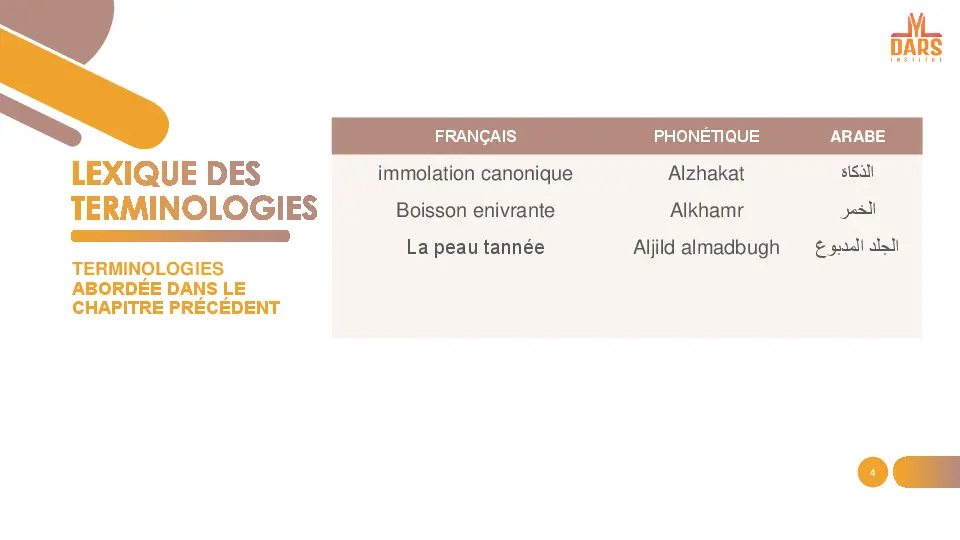 DARS
INSTITUT
LEXIQUE DES
TERMINOLOGIES
TERMINOLOGIES
ABORDÉE DANS LE
CHAPITRE PRÉCÉDENT
FRANÇAIS PHONÉTIQUE ARABE
immolation canonique Alzhakat الذكاة
Boisson enivrante Alkhamr الخمر
La peau tannée Aljild almadbugh الجلد المدبوغ
4